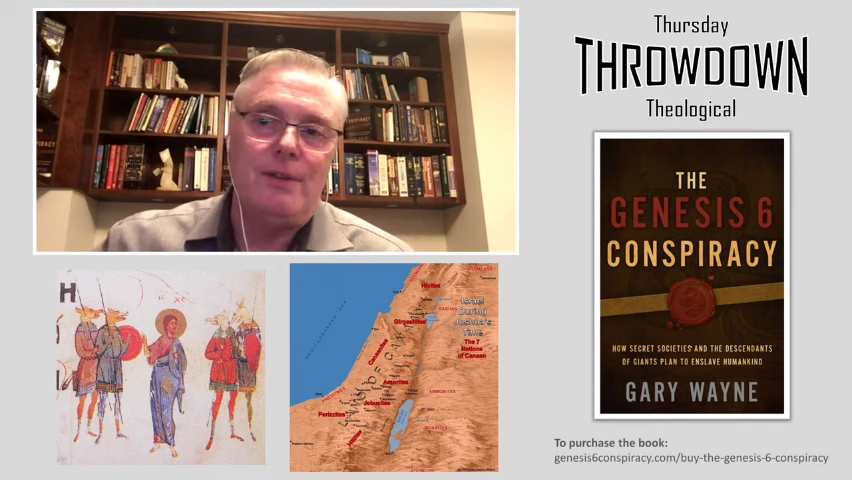 Thursday
THROWDOWN
Theological
THE
GENESIS 6
CONSPIRACY
HOW SECRET SOCIETIES AND THE DESCENDANTS
OF GIANTS PLAN TO ENSLAVE HUMANKIND
GARY WAYNE
To purchase the book:
genesis6conspiracy.com/buy-the-genesis-6-conspiracy
H
Hivites
Girgashites
Israel
During
Joshua's
Time
The 7
Nations
of Canaan
Canaanites
Amorites
Jebusites
Perizzites
Hittites
AMMONITES
MOABITES